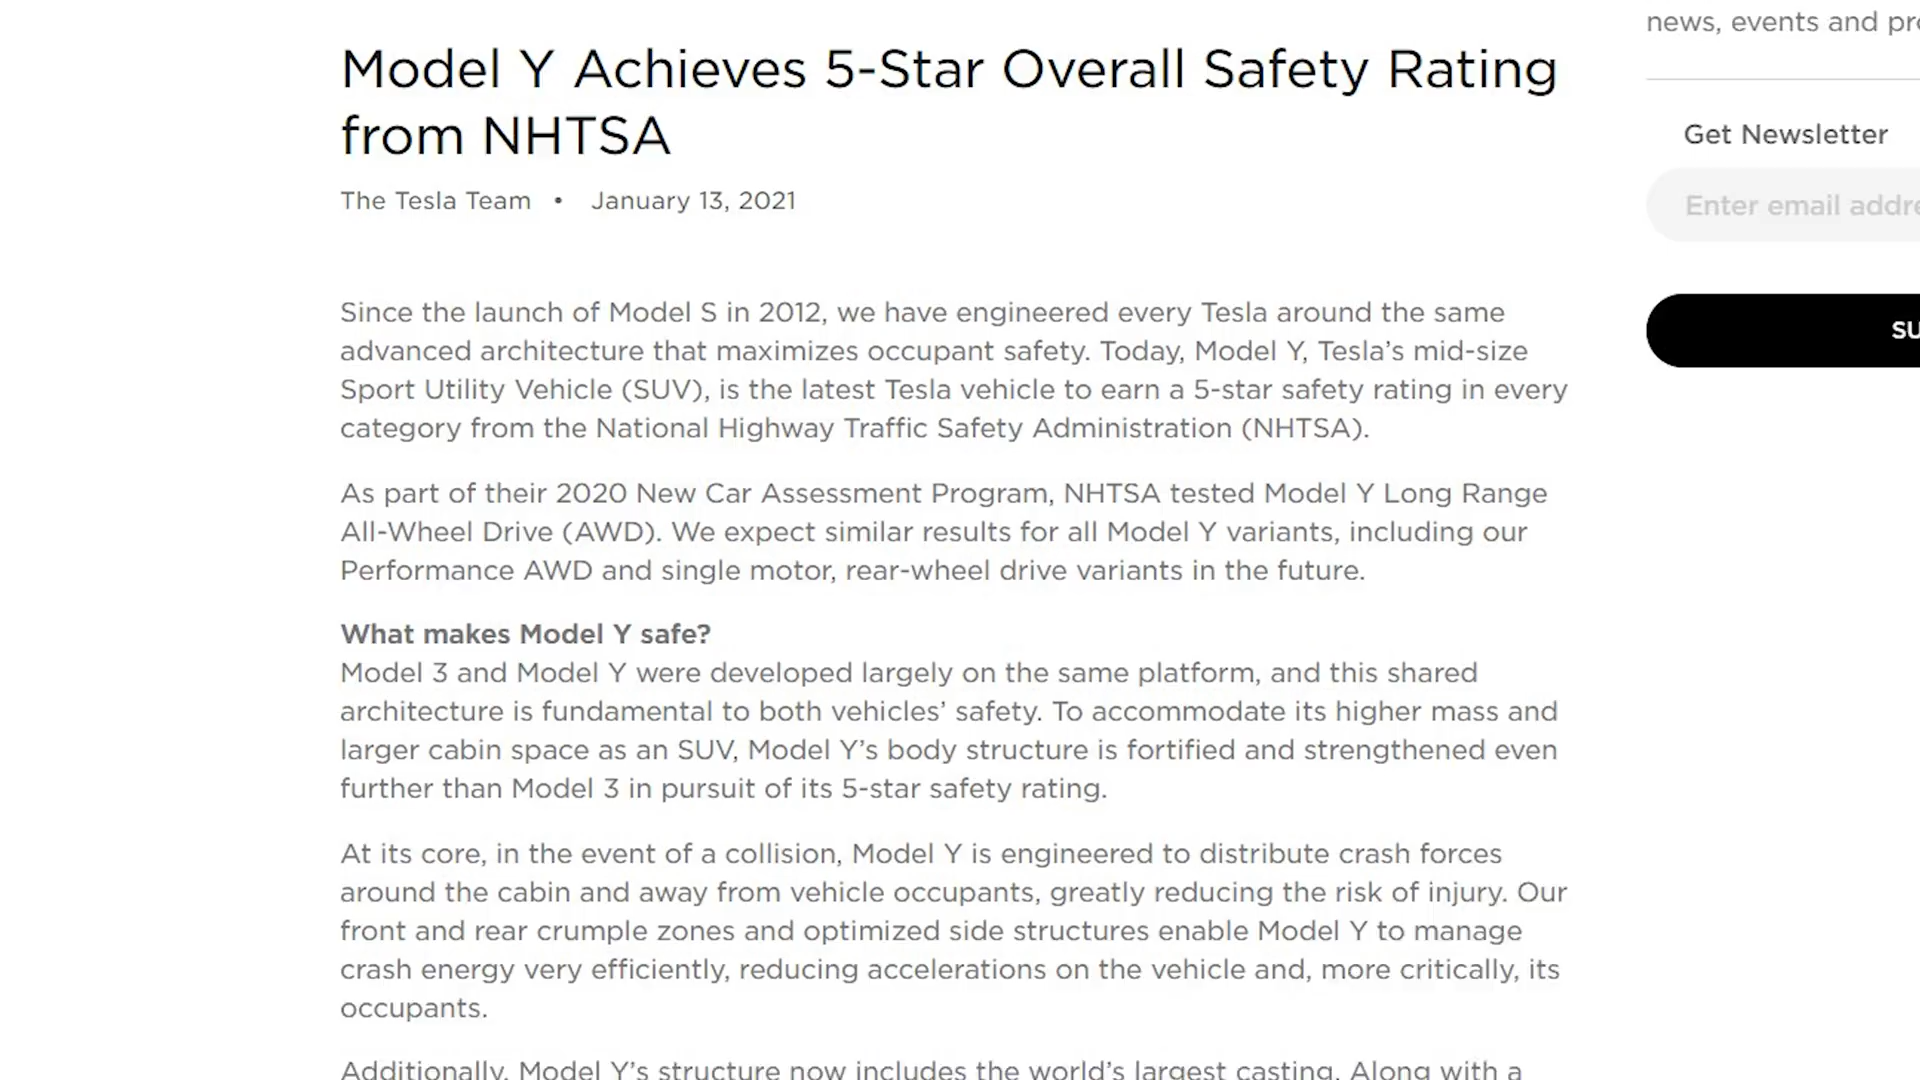 news, events and
Model Y Achieves 5-Star Overall Safety Rating
from NHTSA
The Tesla Team • January 13, 2021
Get Newsletter
Enter email
Since the launch of Model S in 2012, we have engineered every Tesla around the same
advanced architecture that maximizes occupant safety. Today, Model Y, Tesla’s mid-size
Sport Utility Vehicle (SUV), is the latest Tesla vehicle to earn a 5-star safety rating in every
category from the National Highway Traffic Safety Administration (NHTSA).
As part of their 2020 New Car Assessment Program, NHTSA tested Model Y Long Range
All-Wheel Drive (AWD). We expect similar results for all Model Y variants, including our
Performance AWD and single motor, rear-wheel drive variants in the future.
What makes Model Y safe?
Model 3 and Model Y were developed largely on the same platform, and this shared
architecture is fundamental to both vehicles’ safety. To accommodate its higher mass and
larger cabin space as an SUV, Model Y’s body structure is fortified and strengthened even
further than Model 3 in pursuit of its 5-star safety rating.
At its core, in the event of a collision, Model Y is engineered to distribute crash forces
around the cabin and away from vehicle occupants, greatly reducing the risk of injury. Our
front and rear crumple zones and optimized side structures enable Model Y to manage
crash energy very efficiently, reducing accelerations on the vehicle and, more critically, its
occupants.
Additionally, Model Y’s structure now includes the world’s largest casting. Along with a